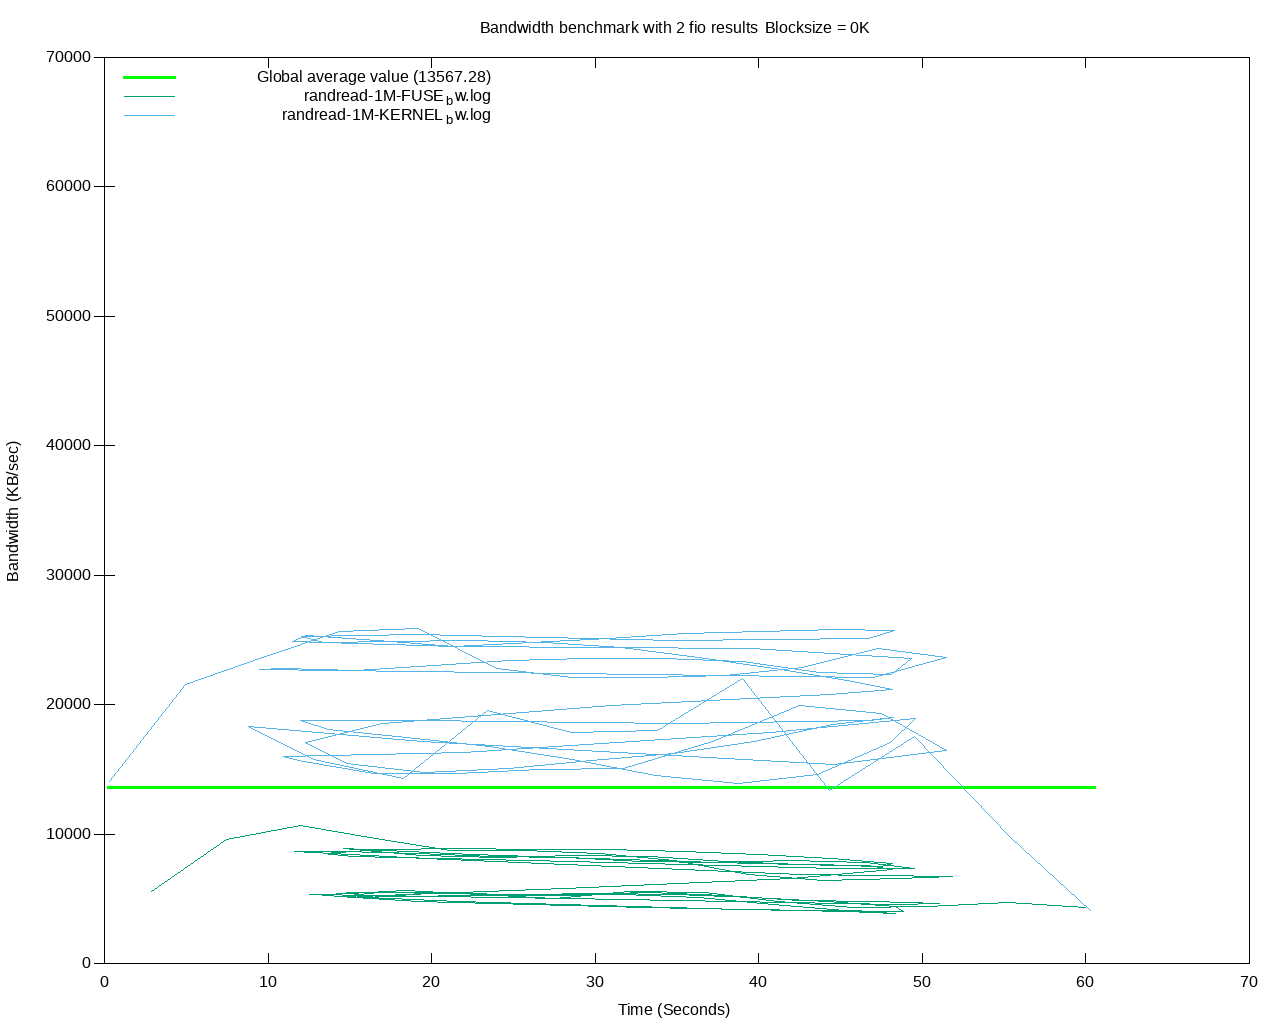 Bandwidth benchmark with 2 fio results Blocksize = 0K
70000
60000
50000
40000
30000
20000
10000
0
Global average value (13567.28)
randread-1M-FUSE_bw.log
randread-1M-KERNEL_bw.log
Bandwidth (KB/sec)
0 10 20 30 40 50 60 70
Time (Seconds)